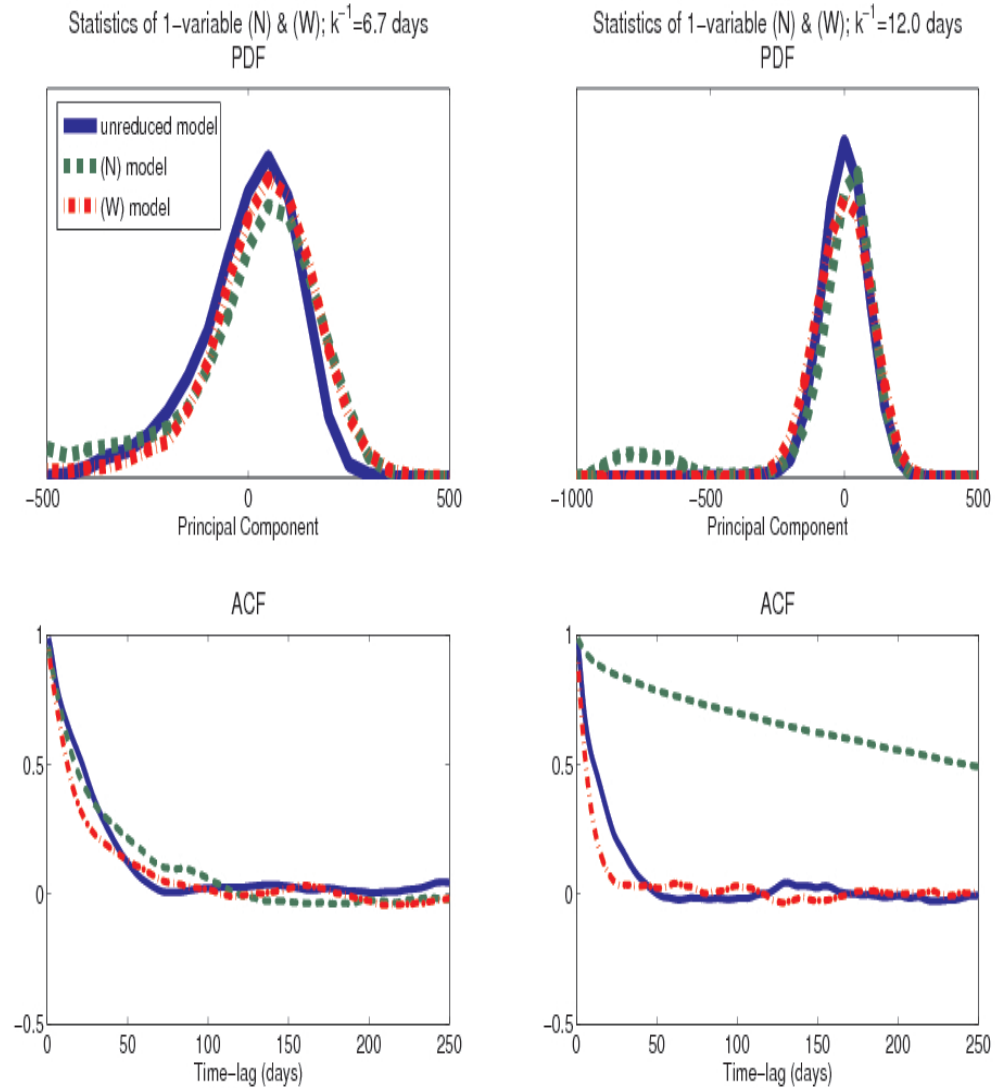 Statistics of 1−variable (N) & (W); k⁻¹=6.7 days
PDF
unreduced model
(N) model
(W) model
−500 0 500
Principal Component
Statistics of 1−variable (N) & (W); k⁻¹=12.0 days
PDF
−1000 −500 0 500
Principal Component
ACF
1
0.5
0
−0.5
0 50 100 150 200 250
Time−lag (days)
ACF
1
0.5
0
−0.5
0 50 100 150 200 250
Time−lag (days)